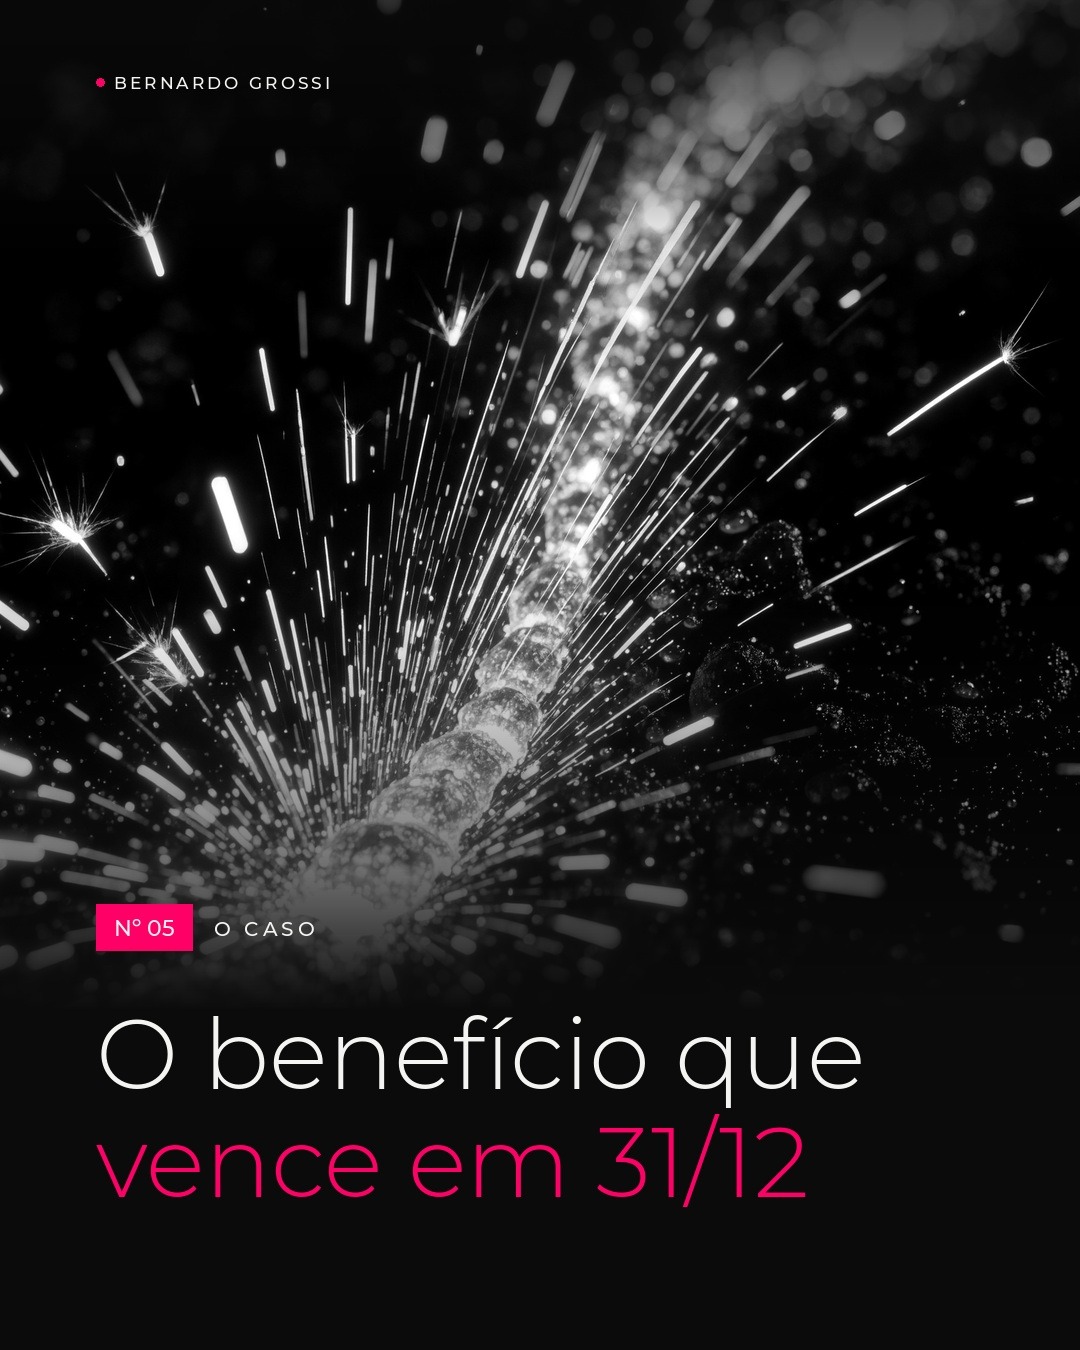 BERNARDO GROSSI
Nº 05
O CASO
O benefício que
vence em 31/12